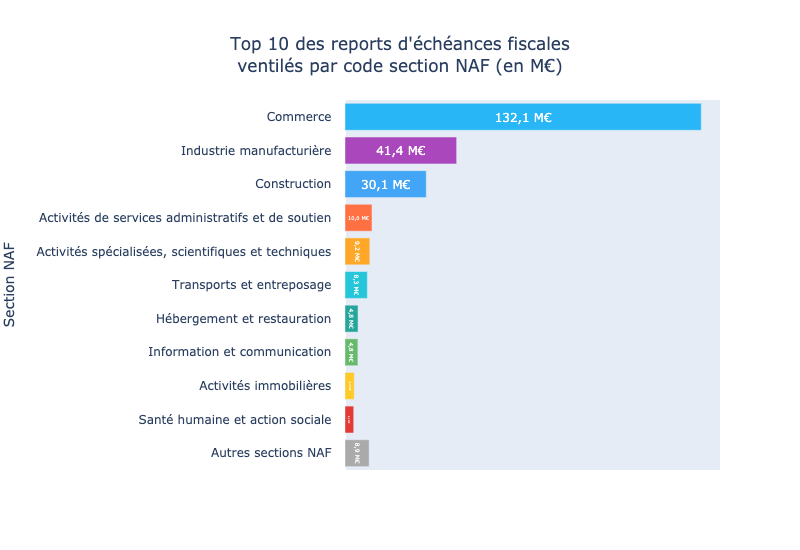 Top 10 des reports d'échéances fiscales
ventilés par code section NAF (en M€)
Section NAF
Commerce
132,1 M€
Industrie manufacturière
41,4 M€
Construction
30,1 M€
Activités de services administratifs et de soutien
10,0 M€
Activités spécialisées, scientifiques et techniques
9,2 M€
Transports et entreposage
8,3 M€
Hébergement et restauration
4,8 M€
Information et communication
4,8 M€
Activités immobilières
Santé humaine et action sociale
Autres sections NAF
8,9 M€